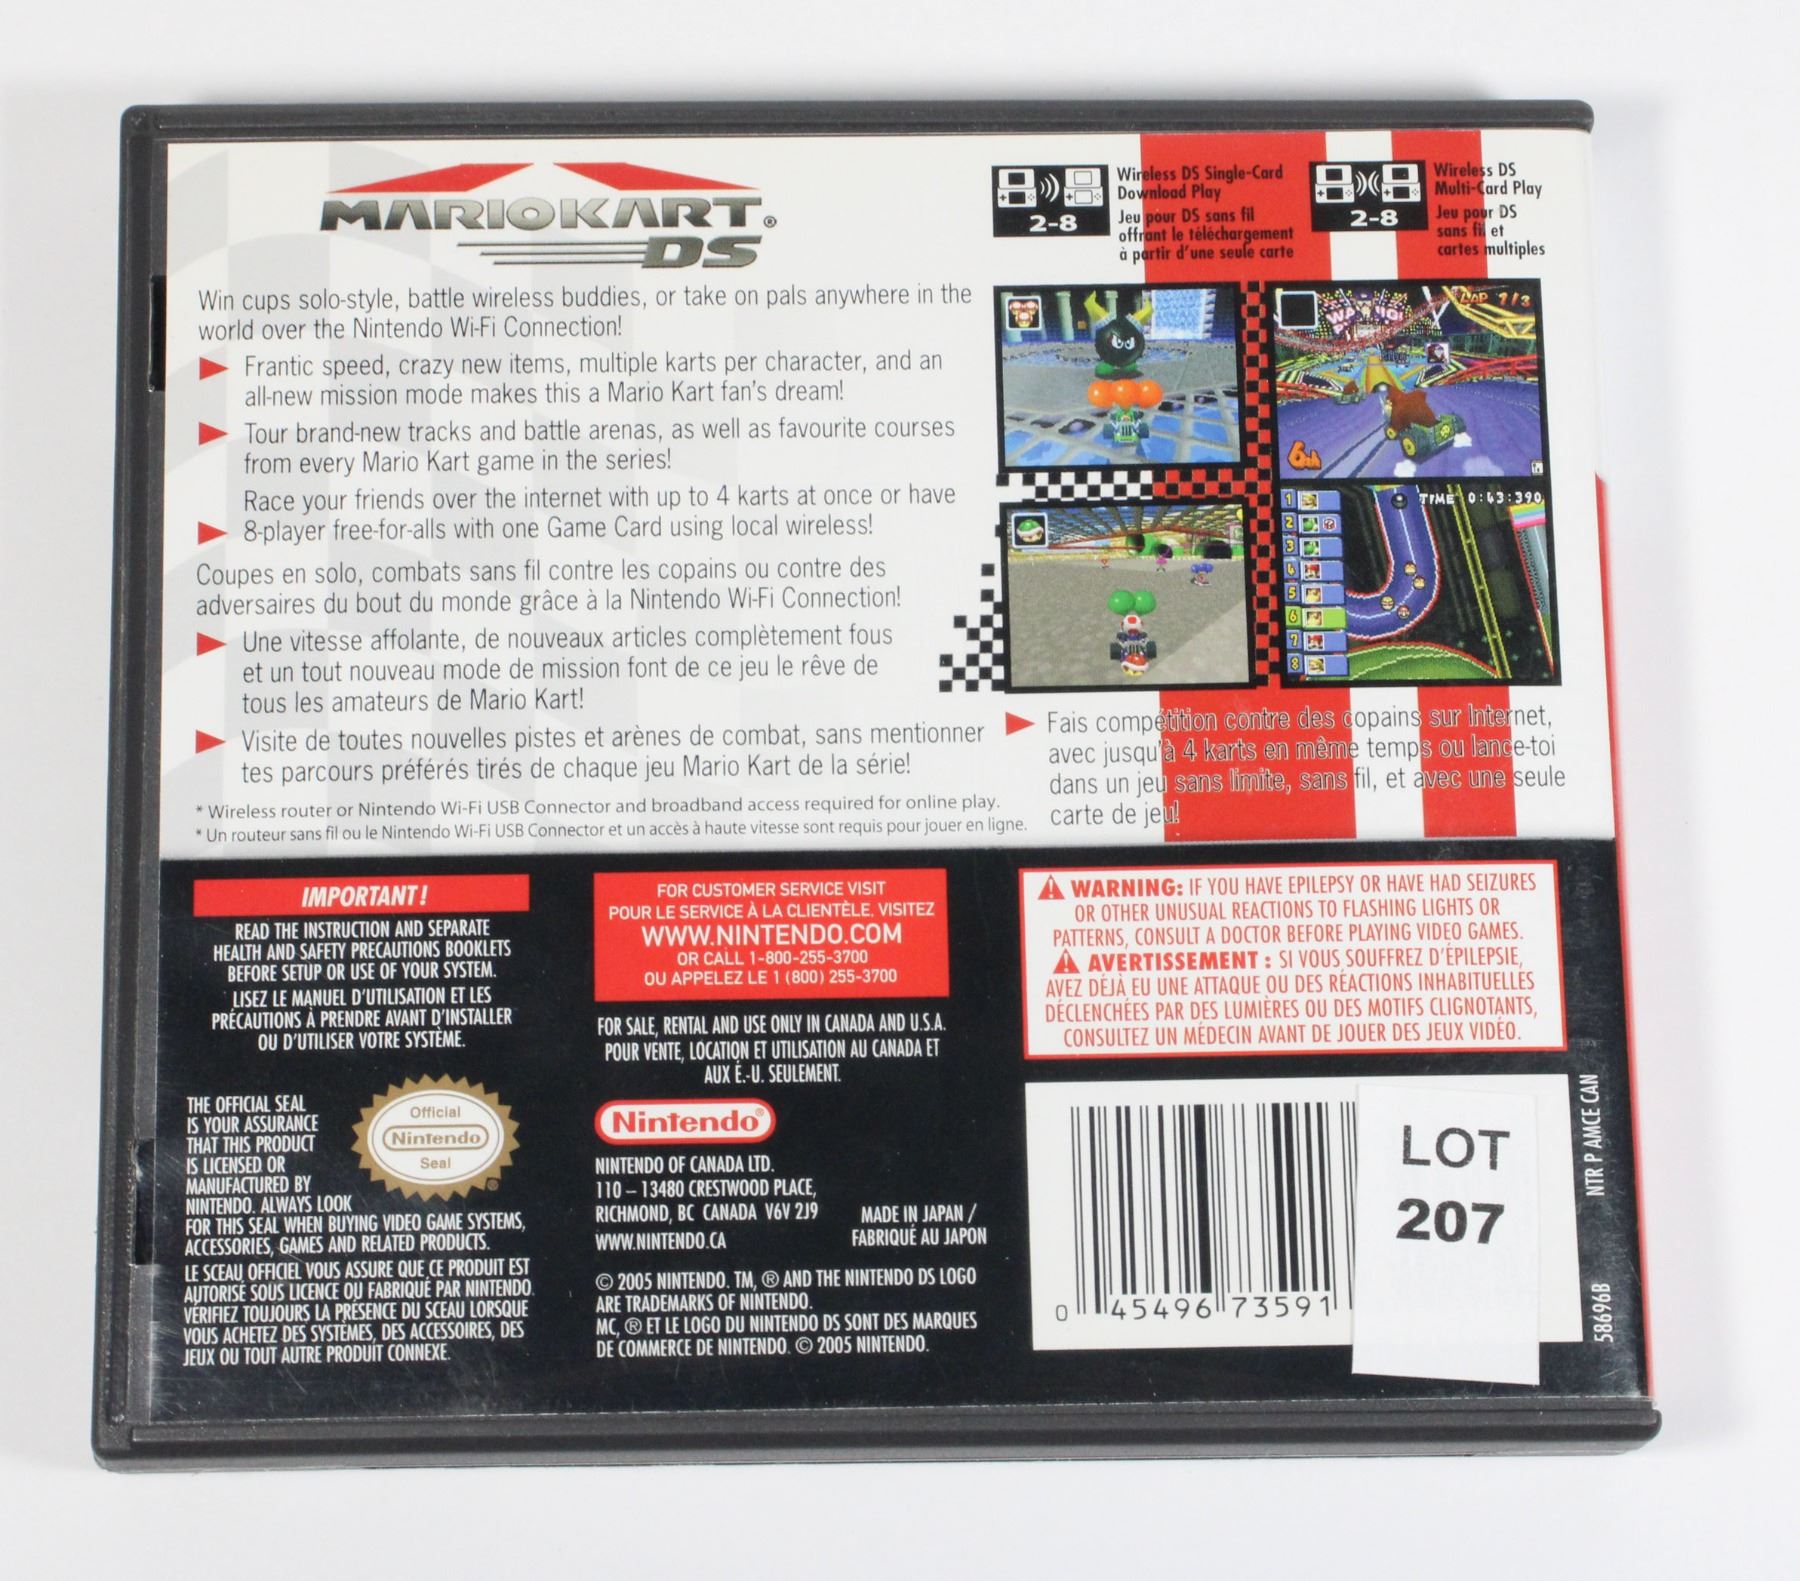 MARIOKART®
DS
Wireless DS Single-Card
Download Play
Jeu pour DS sans fil
offrant le téléchargement
à partir d'une seule carte
2-8
Wireless DS
Multi-Card Play
Jeu pour DS
sans fil et
cartes multiples
2-8
Win cups solo-style, battle wireless buddies, or take on pals anywhere in the
world over the Nintendo Wi-Fi Connection!
Frantic speed, crazy new items, multiple karts per character, and an
all-new mission mode makes this a Mario Kart fan's dream!
Tour brand-new tracks and battle arenas, as well as favourite courses
from every Mario Kart game in the series!
Race your friends over the internet with up to 4 karts at once or have
8-player free-for-alls with one Game Card using local wireless!
Coupes en solo, combats sans fil contre les copains ou contre des
adversaires du bout du monde grâce à la Nintendo Wi-Fi Connection!
Une vitesse affolante, de nouveaux articles complètement fous
et un tout nouveau mode de mission font de ce jeu le rêve de
tous les amateurs de Mario Kart!
Visite de toutes nouvelles pistes et arènes de combat, sans mentionner
tes parcours préférés tirés de chaque jeu Mario Kart de la série!
* Wireless router or Nintendo Wi-Fi USB Connector and broadband access required for online play.
* Un routeur sans fil ou le Nintendo Wi-Fi USB Connector et un accès à haute vitesse sont requis pour jouer en ligne.
LAP 1/3
6th
TIME 0:43:390
1
2
3
4
5
6
7
8
Fais compétition contre des copains sur Internet,
avec jusqu'à 4 karts en même temps ou lance-toi
dans un jeu sans limite, sans fil, et avec une seule
carte de jeu!
IMPORTANT!
READ THE INSTRUCTION AND SEPARATE
HEALTH AND SAFETY PRECAUTIONS BOOKLETS
BEFORE SETUP OR USE OF YOUR SYSTEM.
LISEZ LE MANUEL D'UTILISATION ET LES
PRÉCAUTIONS À PRENDRE AVANT D'INSTALLER
OU D'UTILISER VOTRE SYSTÈME.
THE OFFICIAL SEAL
IS YOUR ASSURANCE
THAT THIS PRODUCT
IS LICENSED OR
MANUFACTURED BY
NINTENDO. ALWAYS LOOK
FOR THIS SEAL WHEN BUYING VIDEO GAME SYSTEMS,
ACCESSORIES, GAMES AND RELATED PRODUCTS.
LE SCEAU OFFICIEL VOUS ASSURE QUE CE PRODUIT EST
AUTORISÉ SOUS LICENCE OU FABRIQUÉ PAR NINTENDO.
VÉRIFIEZ TOUJOURS LA PRÉSENCE DU SCEAU LORSQUE
VOUS ACHETEZ DES SYSTÈMES, DES ACCESSOIRES, DES
JEUX OU TOUT AUTRE PRODUIT CONNEXE.
Official
Nintendo
Seal
®
FOR CUSTOMER SERVICE VISIT
POUR LE SERVICE À LA CLIENTÈLE. VISITEZ
WWW.NINTENDO.COM
OR CALL 1-800-255-3700
OU APPELEZ LE 1 (800) 255-3700
FOR SALE, RENTAL AND USE ONLY IN CANADA AND U.S.A.
POUR VENTE, LOCATION ET UTILISATION AU CANADA ET
AUX É.-U. SEULEMENT.
Nintendo®
NINTENDO OF CANADA LTD.
110 – 13480 CRESTWOOD PLACE,
RICHMOND, BC CANADA V6V 2J9
WWW.NINTENDO.CA
MADE IN JAPAN /
FABRIQUÉ AU JAPON
© 2005 NINTENDO. TM, ® AND THE NINTENDO DS LOGO
ARE TRADEMARKS OF NINTENDO.
MC, ® ET LE LOGO DU NINTENDO DS SONT DES MARQUES
DE COMMERCE DE NINTENDO. © 2005 NINTENDO.
WARNING: IF YOU HAVE EPILEPSY OR HAVE HAD SEIZURES
OR OTHER UNUSUAL REACTIONS TO FLASHING LIGHTS OR
PATTERNS, CONSULT A DOCTOR BEFORE PLAYING VIDEO GAMES.
AVERTISSEMENT : SI VOUS SOUFFREZ D'ÉPILEPSIE,
AVEZ DÉJÀ EU UNE ATTAQUE OU DES RÉACTIONS INHABITUELLES
DÉCLENCHÉES PAR DES LUMIÈRES OU DES MOTIFS CLIGNOTANTS,
CONSULTEZ UN MÉDECIN AVANT DE JOUER DES JEUX VIDÉO.
0 45496 73591
LOT
207
NTR P AMCE CAN
58696B